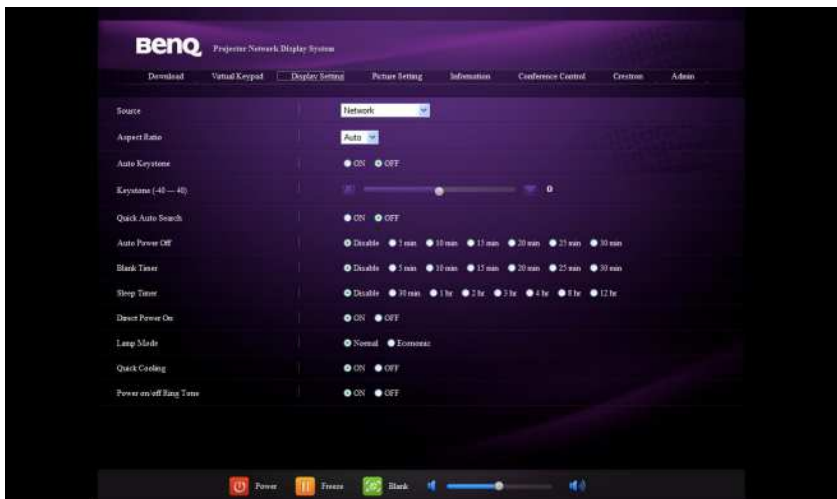 BenQ Projector Network Display System
Download Virtual Keypad Display Setting Picture Setting Information Conference Control Crestron Admin
Source Network
Aspect Ratio Auto
Auto Keystone ON OFF
Keystone (-40 — 40) 0
Quick Auto Search ON OFF
Auto Power Off Disable 5 min 10 min 15 min 20 min 25 min 30 min
Blank Timer Disable 5 min 10 min 15 min 20 min 25 min 30 min
Sleep Timer Disable 30 min 1 hr 2 hr 3 hr 4 hr 8 hr 12 hr
Direct Power On ON OFF
Lamp Mode Normal Economic
Quick Cooling ON OFF
Power on/off Ring Tone ON OFF
Power Freeze Blank